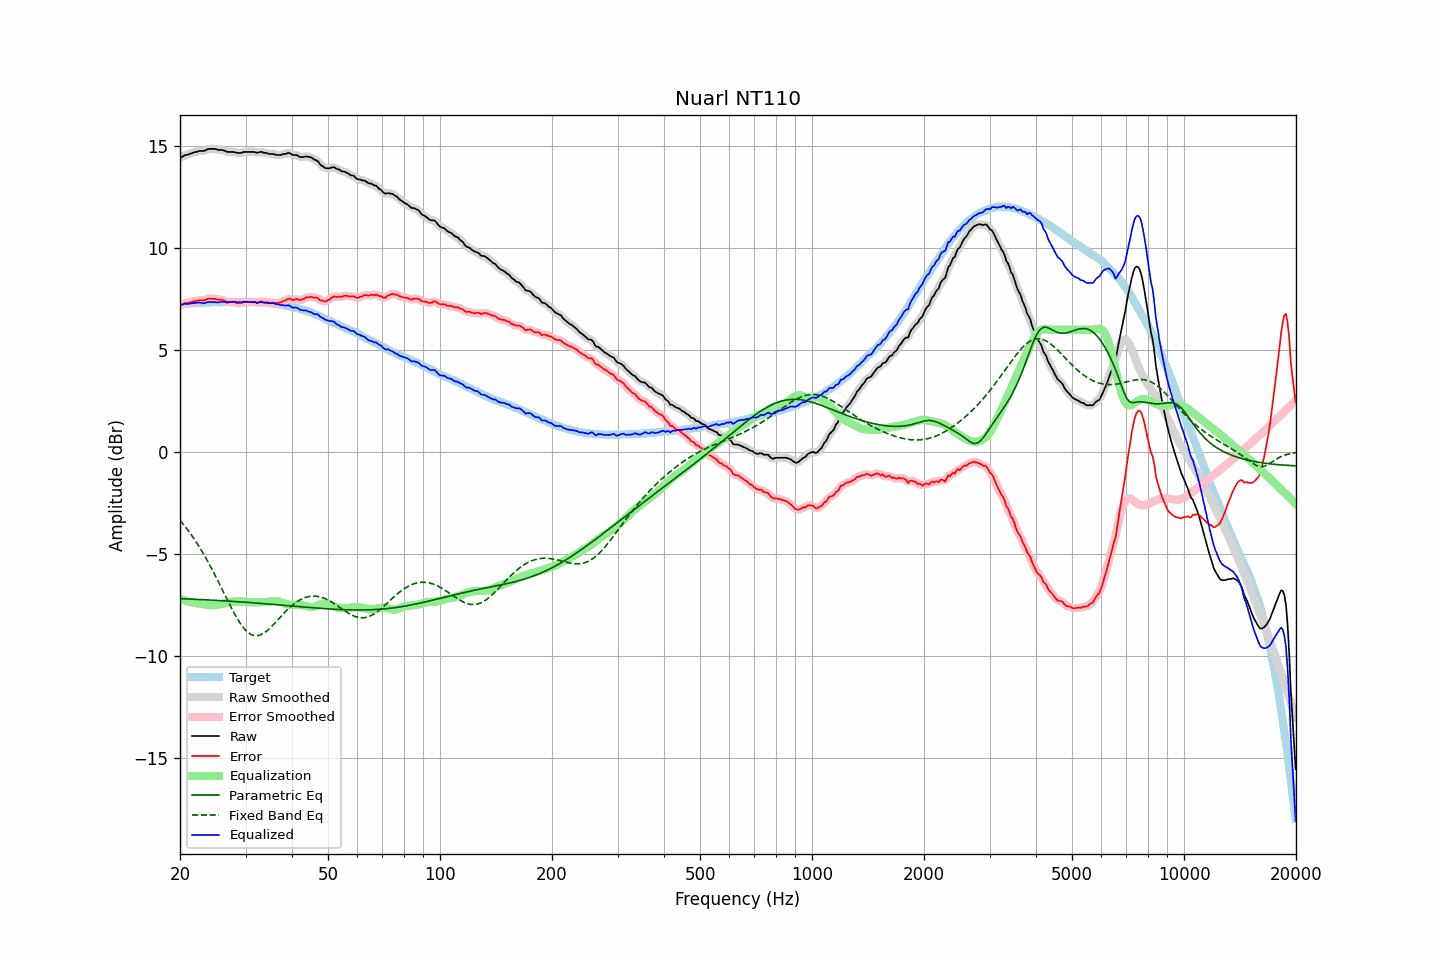 Nuarl NT110
15
10
5
0
−5
−10
−15
Amplitude (dBr)
Target
Raw Smoothed
Error Smoothed
Raw
Error
Equalization
Parametric Eq
Fixed Band Eq
Equalized
20 50 100 200 500 1000 2000 5000 10000 20000
Frequency (Hz)